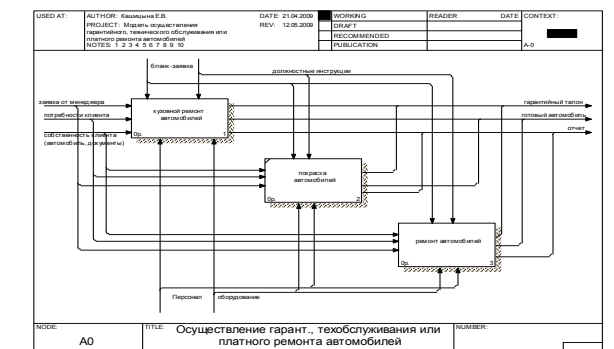 USED AT: AUTHOR: Кашицына Е.В. DATE: 21.04.2009 WORKING READER DATE CONTEXT:
PROJECT: Модель осуществления REV: 12.05.2009 DRAFT
гарантийного, технического обслуживания или
платного ремонта автомобилей RECOMMENDED
NOTES: 1 2 3 4 5 6 7 8 9 10 PUBLICATION A-0
бланк-заявка
должностные инструкции
заявка от менеджера
гарантийный талон
кузовной ремонт
автомобилей
потребности клиента
готовый автомобиль
собственность клиента
(автомобиль, документы)
отчет
0р. 1
покраска
автомобилей
0р. 2
ремонт автомобилей
0р. 3
Персонал оборудование
NODE: TITLE: NUMBER:
A0
Осуществление гарант., техобслуживания или
платного ремонта автомобилей